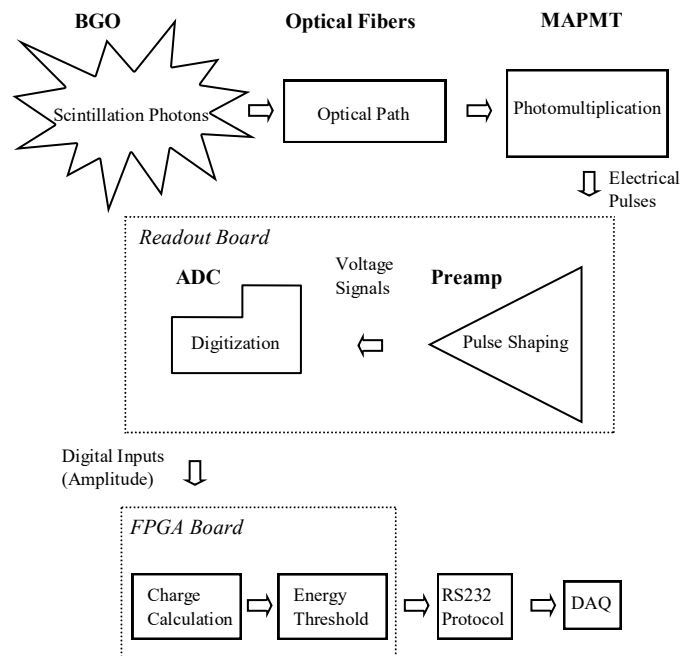 BGO
Optical Fibers
MAPMT
Scintillation Photons
Optical Path
Photomultiplication
Electrical
Pulses
Readout Board
ADC
Voltage
Signals
Preamp
Digitization
Pulse Shaping
Digital Inputs
(Amplitude)
FPGA Board
Charge
Calculation
Energy
Threshold
RS232
Protocol
DAQ